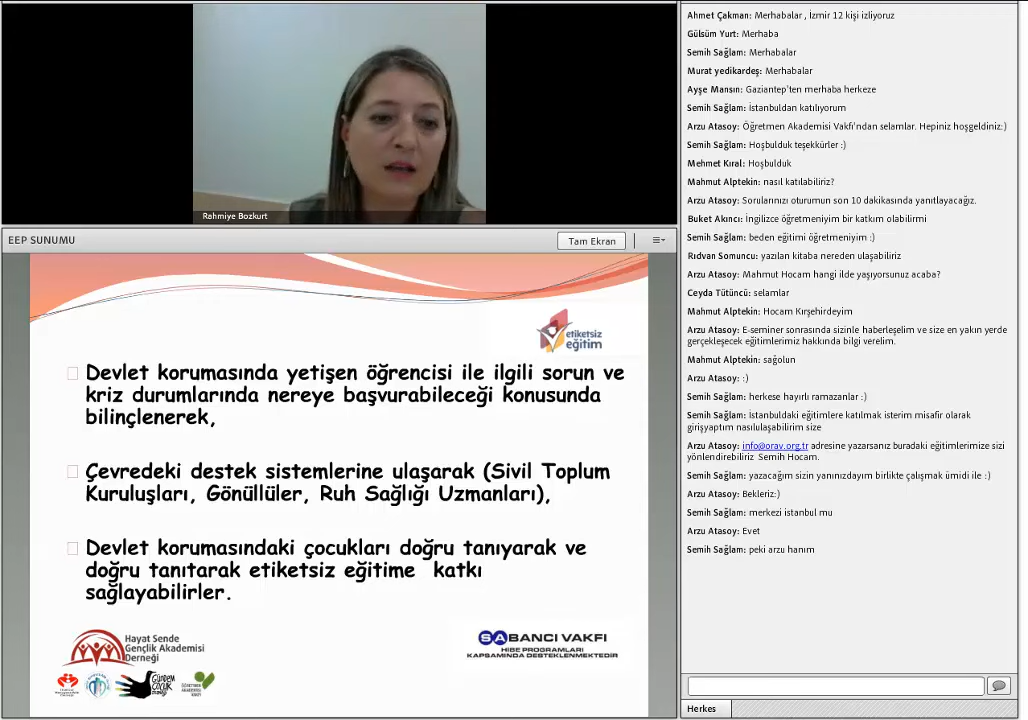 Rahmiye Bozkurt
EEP SUNUMU
Tam Ekran
etiketsiz
eğitim
Devlet korumasında yetişen öğrencisi ile ilgili sorun ve
kriz durumlarında nereye başvurabileceği konusunda
bilinçlenerek,
Çevredeki destek sistemlerine ulaşarak (Sivil Toplum
Kuruluşları, Gönüllüler, Ruh Sağlığı Uzmanları),
Devlet korumasındaki çocukları doğru tanıyarak ve
doğru tanıtarak etiketsiz eğitime katkı
sağlayabilirler.
Hayat Sende
Gençlik Akademisi
Derneği
SABANCI VAKFI
HİBE PROGRAMLARI
KAPSAMINDA DESTEKLENMEKTEDİR
Gündem
Çocuk
Ahmet Çakman: Merhabalar , İzmir 12 kişi izliyoruz
Gülsüm Yurt: Merhaba
Semih Sağlam: Merhabalar
Murat yedikardeş: Merhabalar
Ayşe Mansın: Gaziantep'ten merhaba herkeze
Semih Sağlam: İstanbuldan katılıyorum
Arzu Atasoy: Öğretmen Akademisi Vakfı'ndan selamlar. Hepiniz hoşgeldiniz:)
Semih Sağlam: Hoşbulduk teşekkürler :)
Mehmet Kıral: Hoşbulduk
Mahmut Alptekin: nasıl katılabiliriz?
Arzu Atasoy: Sorularınızı oturumun son 10 dakikasında yanıtlayacağız.
Buket Akıncı: İngilizce öğretmeniyim bir katkım olabilirmi
Semih Sağlam: beden eğitimi öğretmeniyim :)
Rıdvan Somuncu: yazılan kitaba nereden ulaşabiliriz
Arzu Atasoy: Mahmut Hocam hangi ilde yaşıyorsunuz acaba?
Ceyda Tütüncü: selamlar
Mahmut Alptekin: Hocam Kırşehirdeyim
Arzu Atasoy: E-seminer sonrasında sizinle haberleşelim ve size en yakın yerde
gerçekleşecek eğitimlerimiz hakkında bilgi verelim.
Mahmut Alptekin: sağolun
Arzu Atasoy: :)
Semih Sağlam: herkese hayırlı ramazanlar :)
Semih Sağlam: İstanbuldaki eğitimlere katılmak isterim misafir olarak
girişyaptım nasılulaşabilirim size
Arzu Atasoy: info@orav.org.tr adresine yazarsanız buradaki eğitimlerimize sizi
yönlendirebiliriz Semih Hocam.
Semih Sağlam: yazacağım sizin yanınızdayım birlikte çalışmak ümidi ile :)
Arzu Atasoy: Bekleriz:)
Semih Sağlam: merkezi istanbul mu
Arzu Atasoy: Evet
Semih Sağlam: peki arzu hanım
Herkes